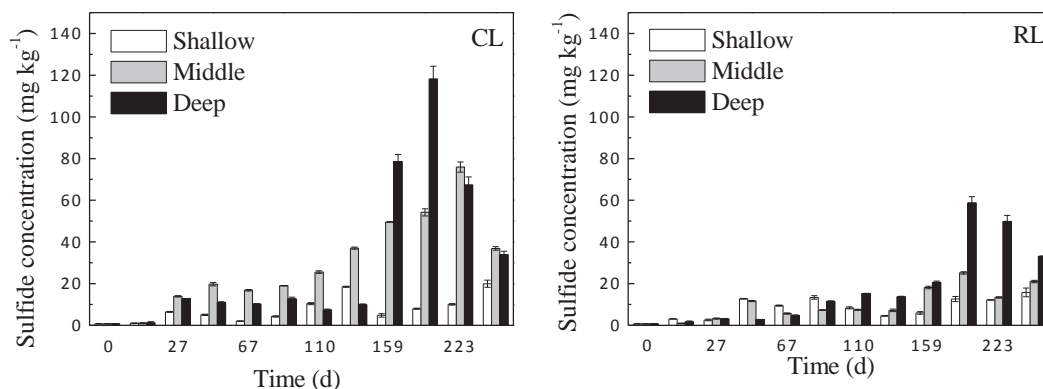 CL
Shallow
Middle
Deep
Sulfide concentration (mg kg⁻¹)
140
120
100
80
60
40
20
0
0 27 67 110 159 223
Time (d)
RL
Shallow
Middle
Deep
Sulfide concentration (mg kg⁻¹)
140
120
100
80
60
40
20
0
0 27 67 110 159 223
Time (d)